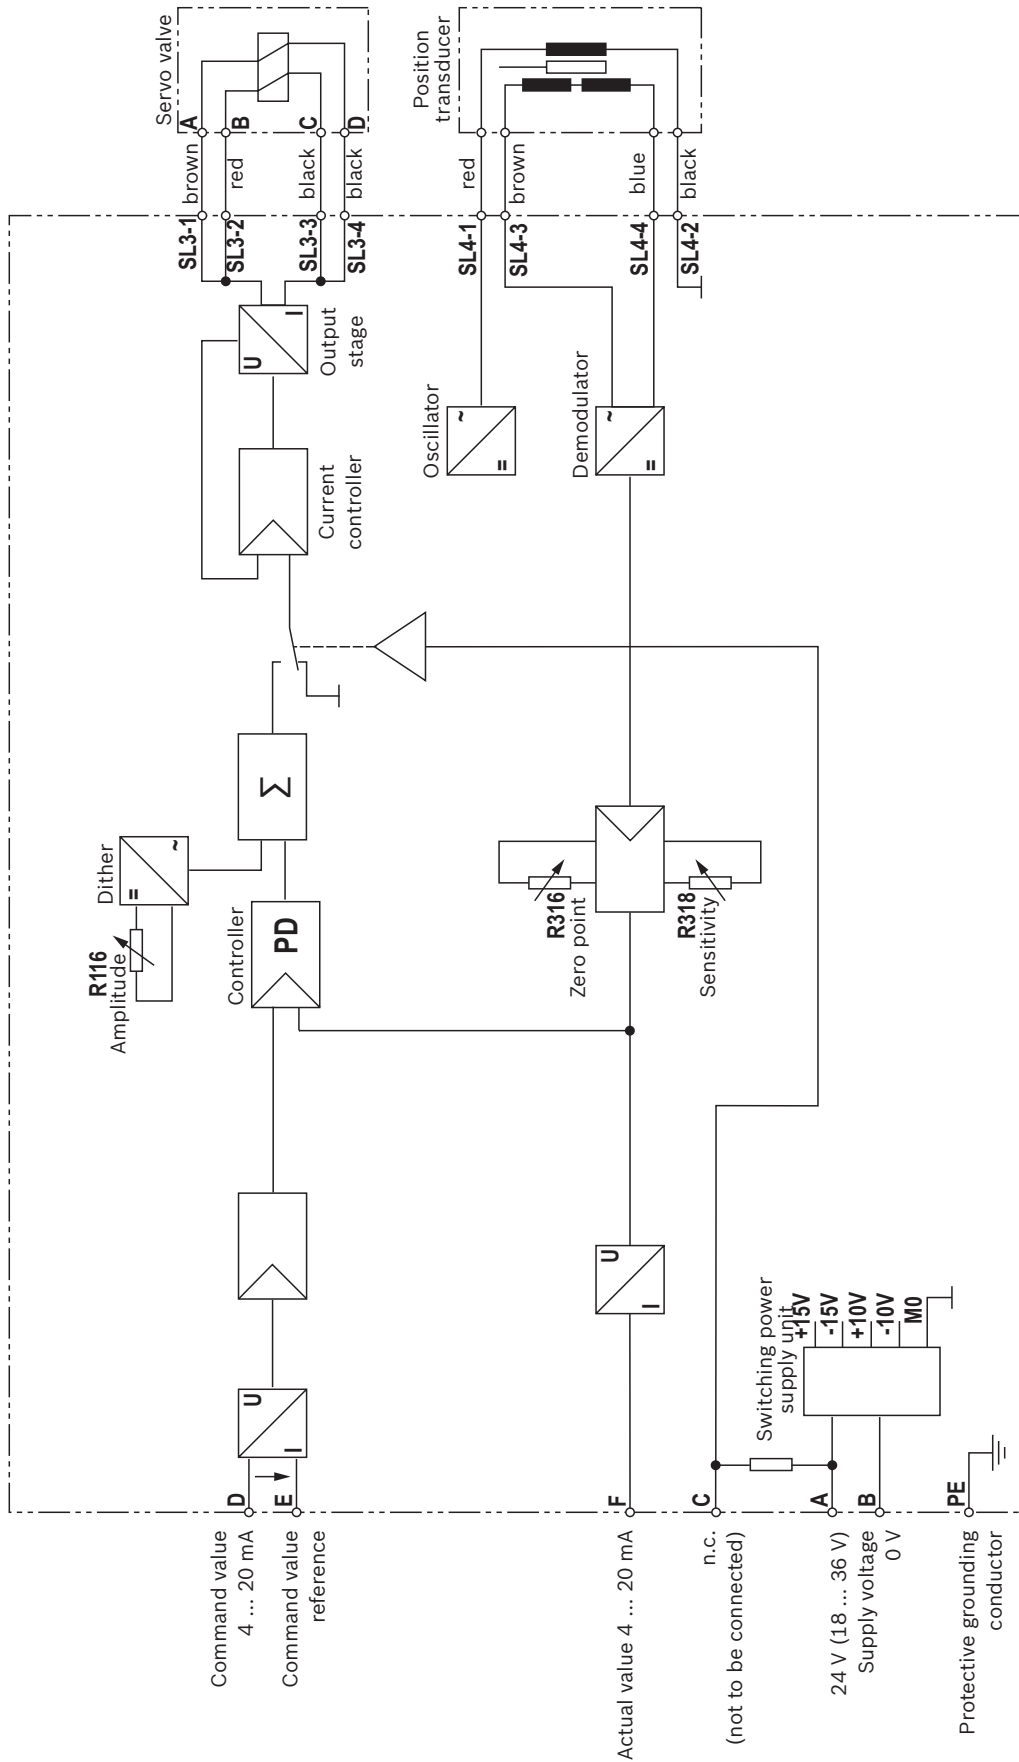 Servo valve
A
B
C
D
brown
red
black
black
SL3-1
SL3-2
SL3-3
SL3-4
Position
transducer
red
brown
blue
black
SL4-1
SL4-3
SL4-4
SL4-2
U
I
Output
stage
Current
controller
Oscillator
~
=
Demodulator
~
=
Σ
Dither
=
~
R116
Amplitude
Controller
PD
R316
Zero point
R318
Sensitivity
U
I
U
I
Switching power
supply unit
+15V
-15V
+10V
-10V
M0
D
E
F
C
A
B
PE
Command value
4 ... 20 mA
Command value
reference
Actual value 4 ... 20 mA
n.c.
(not to be connected)
24 V (18 ... 36 V)
Supply voltage
0 V
Protective grounding
conductor